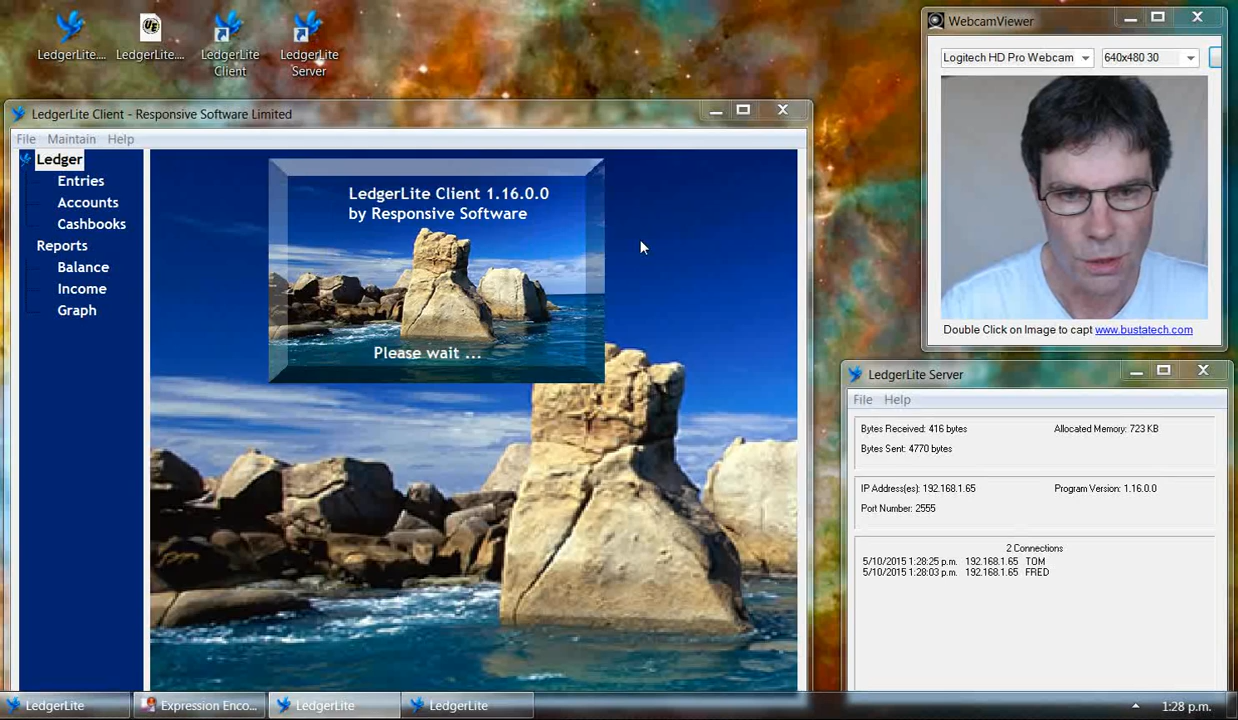 LedgerLite....
LedgerLite....
LedgerLite
Client
LedgerLite
Server
WebcamViewer
Logitech HD Pro Webcam
640x480 30
Double Click on Image to capt www.bustatech.com
LedgerLite Client - Responsive Software Limited
File Maintain Help
Ledger
Entries
Accounts
Cashbooks
Reports
Balance
Income
Graph
LedgerLite Client 1.16.0.0
by Responsive Software
Please wait ...
LedgerLite Server
File Help
Bytes Received: 416 bytes
Allocated Memory: 723 KB
Bytes Sent: 4770 bytes
IP Address(es): 192.168.1.65
Program Version: 1.16.0.0
Port Number: 2555
2 Connections
5/10/2015 1:28:25 p.m. 192.168.1.65 TOM
5/10/2015 1:28:03 p.m. 192.168.1.65 FRED
LedgerLite
Expression Enco...
LedgerLite
LedgerLite
1:28 p.m.